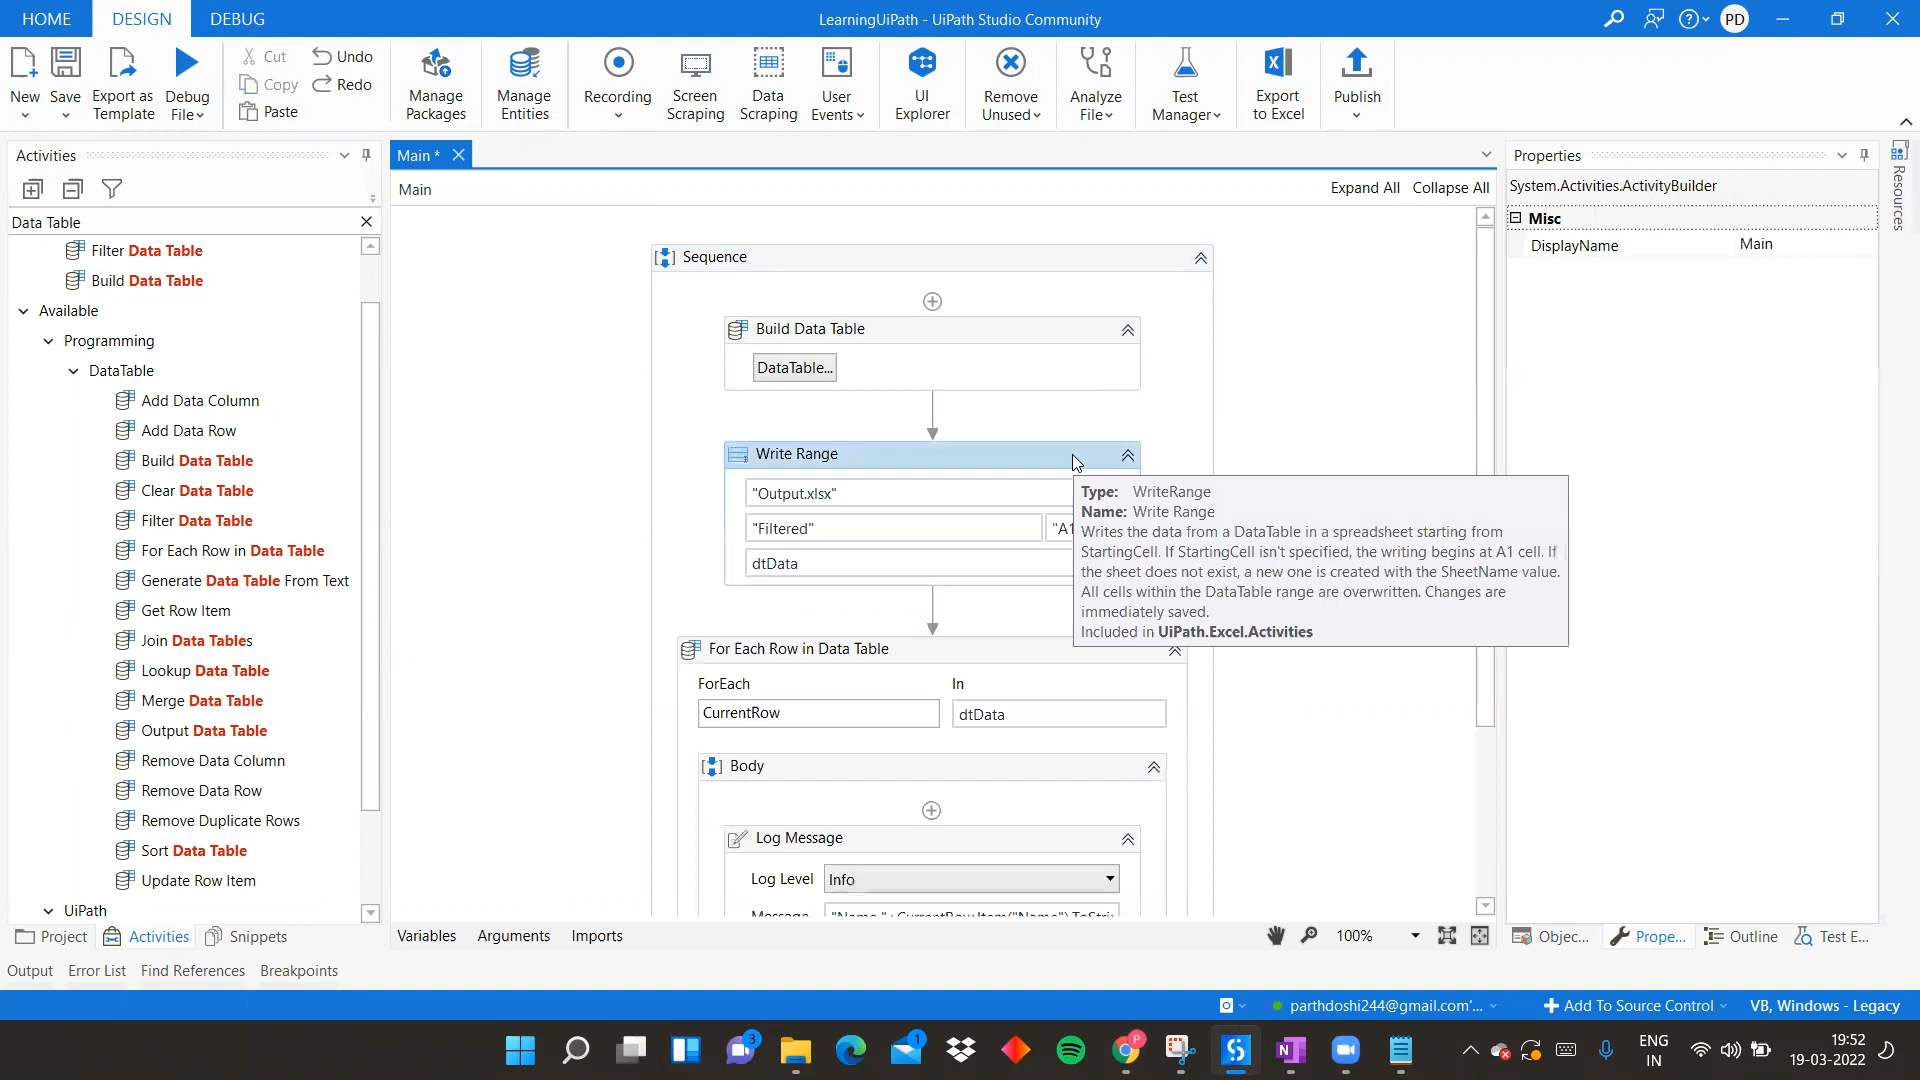 HOME DESIGN DEBUG
LearningUiPath - UiPath Studio Community
PD
New
Save
Export as
Template
Debug
File
Cut
Copy
Paste
Undo
Redo
Manage
Packages
Manage
Entities
Recording
Screen
Scraping
Data
Scraping
User
Events
UI
Explorer
Remove
Unused
Analyze
File
Test
Manager
Export
to Excel
Publish
Activities
Data Table
Filter Data Table
Build Data Table
Available
Programming
DataTable
Add Data Column
Add Data Row
Build Data Table
Clear Data Table
Filter Data Table
For Each Row in Data Table
Generate Data Table From Text
Get Row Item
Join Data Tables
Lookup Data Table
Merge Data Table
Output Data Table
Remove Data Column
Remove Data Row
Remove Duplicate Rows
Sort Data Table
Update Row Item
UiPath
Project Activities Snippets
Main *
Main
Expand All Collapse All
Sequence
Build Data Table
DataTable...
Write Range
"Output.xlsx"
"Filtered" "A1
dtData
Type: WriteRange
Name: Write Range
Writes the data from a DataTable in a spreadsheet starting from
StartingCell. If StartingCell isn't specified, the writing begins at A1 cell. If
the sheet does not exist, a new one is created with the SheetName value.
All cells within the DataTable range are overwritten. Changes are
immediately saved.
Included in UiPath.Excel.Activities
For Each Row in Data Table
ForEach In
CurrentRow dtData
Body
Log Message
Log Level Info
Message "Name "+CurrentRow.Item("Name").ToStri
Variables Arguments Imports
100%
Properties
System.Activities.ActivityBuilder
Misc
DisplayName Main
Resources
Objec... Prope... Outline Test E...
Output Error List Find References Breakpoints
parthdoshi244@gmail.com'... Add To Source Control VB, Windows - Legacy
3
1
P
ENG
IN
19:52
19-03-2022